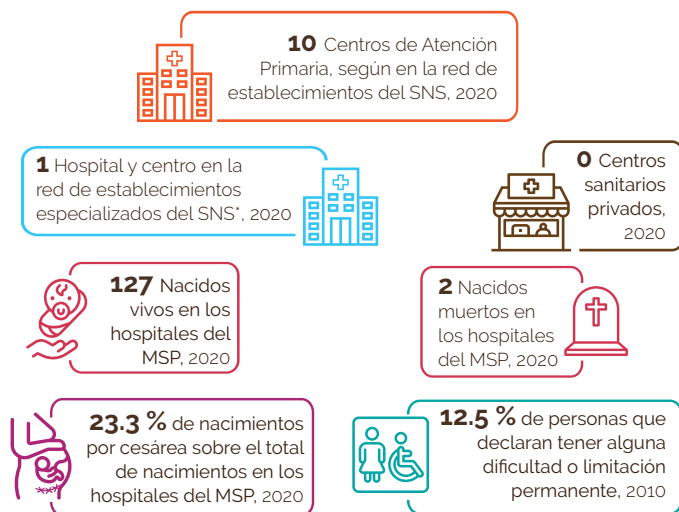 10 Centros de Atención
Primaria, según en la red de
establecimientos del SNS, 2020
1 Hospital y centro en la
red de establecimientos
especializados del SNS*, 2020
0 Centros
sanitarios
privados,
2020
127 Nacidos
vivos en los
hospitales del
MSP, 2020
2 Nacidos
muertos en
los hospitales
del MSP, 2020
23.3 % de nacimientos
por cesárea sobre el total
de nacimientos en los
hospitales del MSP, 2020
12.5 % de personas que
declaran tener alguna
dificultad o limitación
permanente, 2010